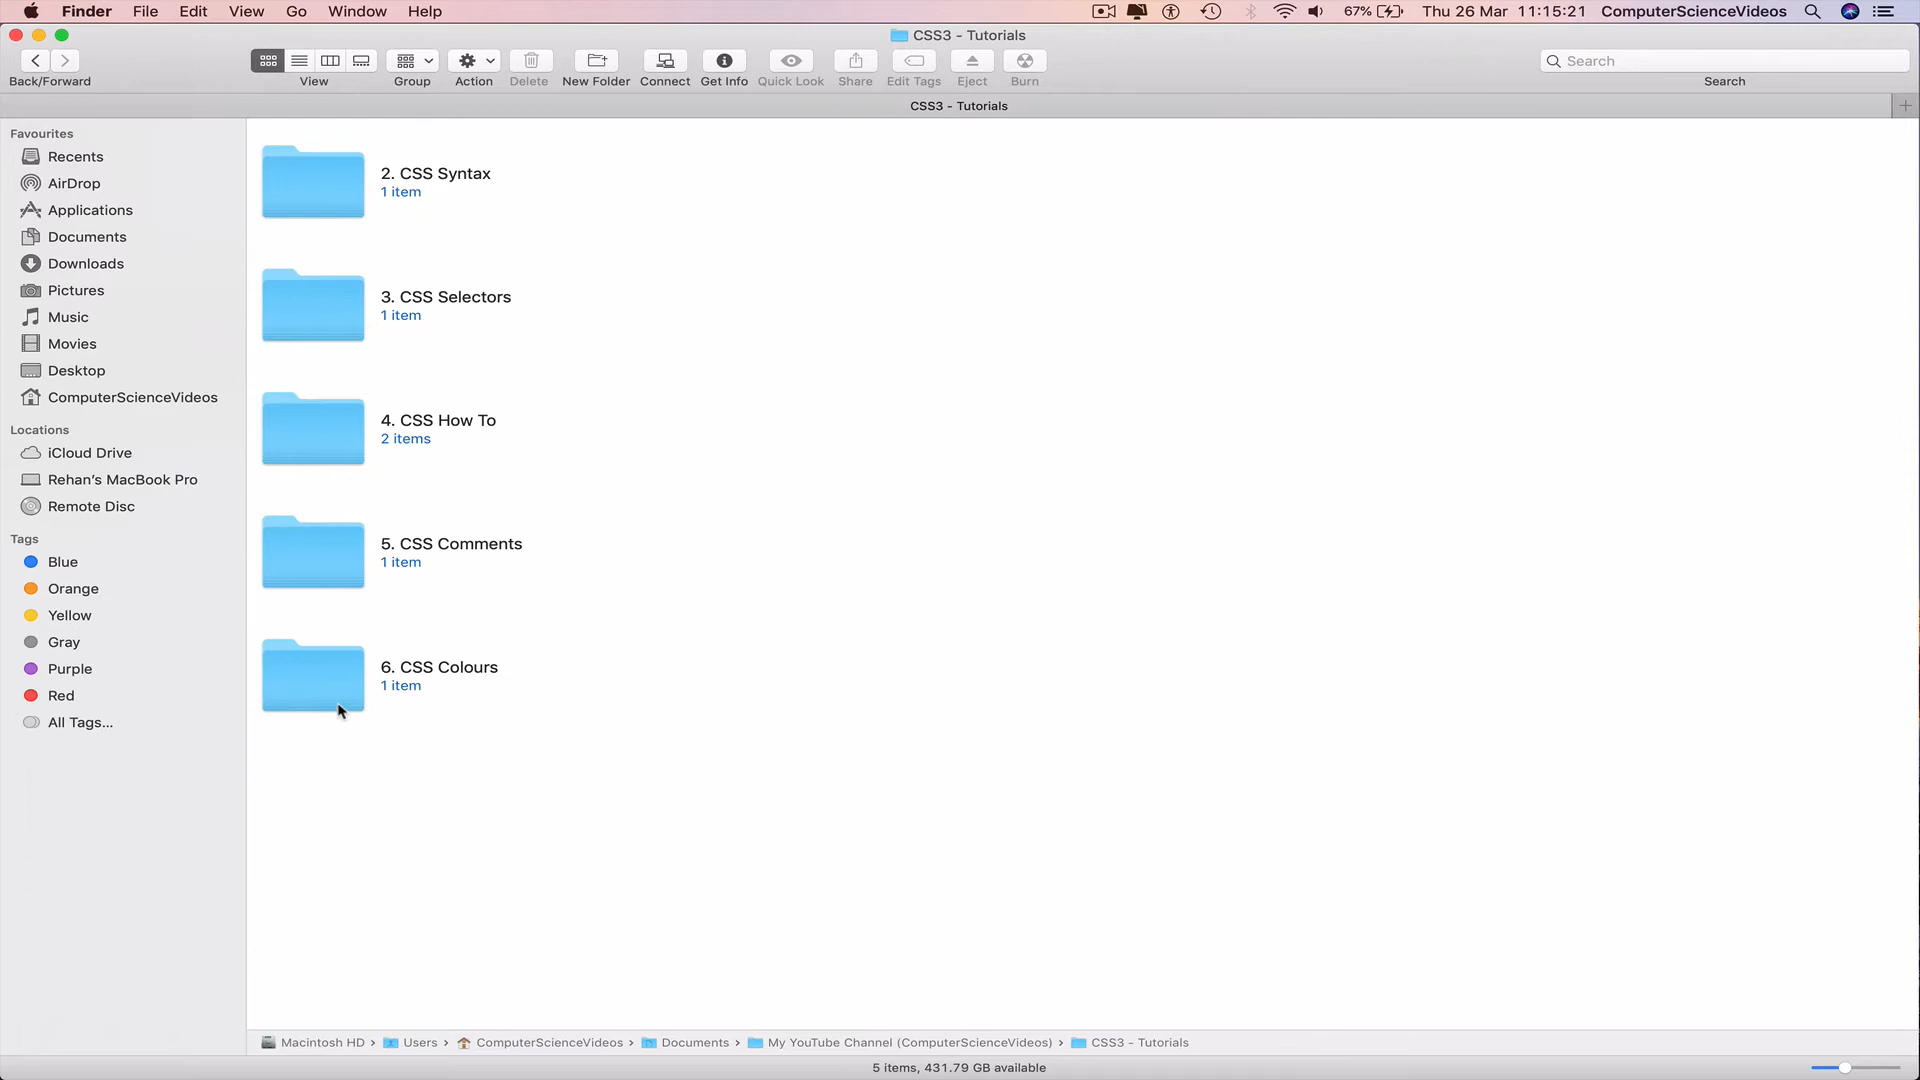 Finder File Edit View Go Window Help 67% Thu 26 Mar 11:15:21 ComputerScienceVideos
CSS3 - Tutorials
Search
Back/Forward View Group Action Delete New Folder Connect Get Info Quick Look Share Edit Tags Eject Burn Search
CSS3 - Tutorials
Favourites
Recents
AirDrop
Applications
Documents
Downloads
Pictures
Music
Movies
Desktop
ComputerScienceVideos
Locations
iCloud Drive
Rehan's MacBook Pro
Remote Disc
Tags
Blue
Orange
Yellow
Gray
Purple
Red
All Tags...
2. CSS Syntax
1 item
3. CSS Selectors
1 item
4. CSS How To
2 items
5. CSS Comments
1 item
6. CSS Colours
1 item
Macintosh HD › Users › ComputerScienceVideos › Documents › My YouTube Channel (ComputerScienceVideos) › CSS3 - Tutorials
5 items, 431.79 GB available